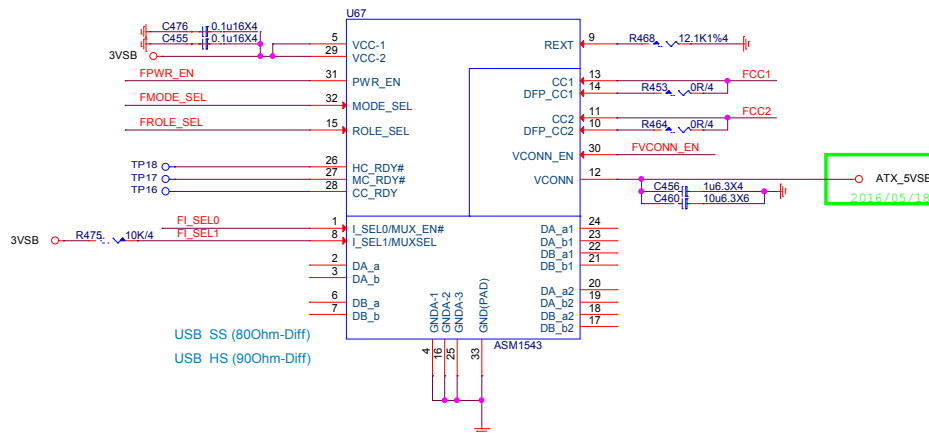 U67
C476 0.1u16X4
C455 0.1u16X4
3VSB
5 VCC-1
29 VCC-2
FPWR_EN 31 PWR_EN
FMODE_SEL 32 MODE_SEL
FROLE_SEL 15 ROLE_SEL
TP18 26 HC_RDY#
TP17 27 MC_RDY#
TP16 28 CC_RDY
FI_SEL0 1 I_SEL0/MUX_EN#
3VSB R475 10K/4 FI_SEL1 8 I_SEL1/MUXSEL
2 DA_a
3 DA_b
6 DB_a
7 DB_b
USB SS (80Ohm-Diff)
USB HS (90Ohm-Diff)
REXT 9 R468 12.1K1%4
CC1 13 FCC1
DFP_CC1 14 R453 0R/4
CC2 11 FCC2
DFP_CC2 10 R464 0R/4
VCONN_EN 30 FVCONN_EN
VCONN 12 ATX_5VSB
C456 1u6.3X4
C460 10u6.3X6
2016/05/18
DA_a1 24
DA_b1 23
DB_a1 22
DB_b1 21
DA_a2 20
DA_b2 19
DB_a2 18
DB_b2 17
GNDA-1 4
GNDA-2 16
GNDA-3 25
GND(PAD) 33
ASM1543